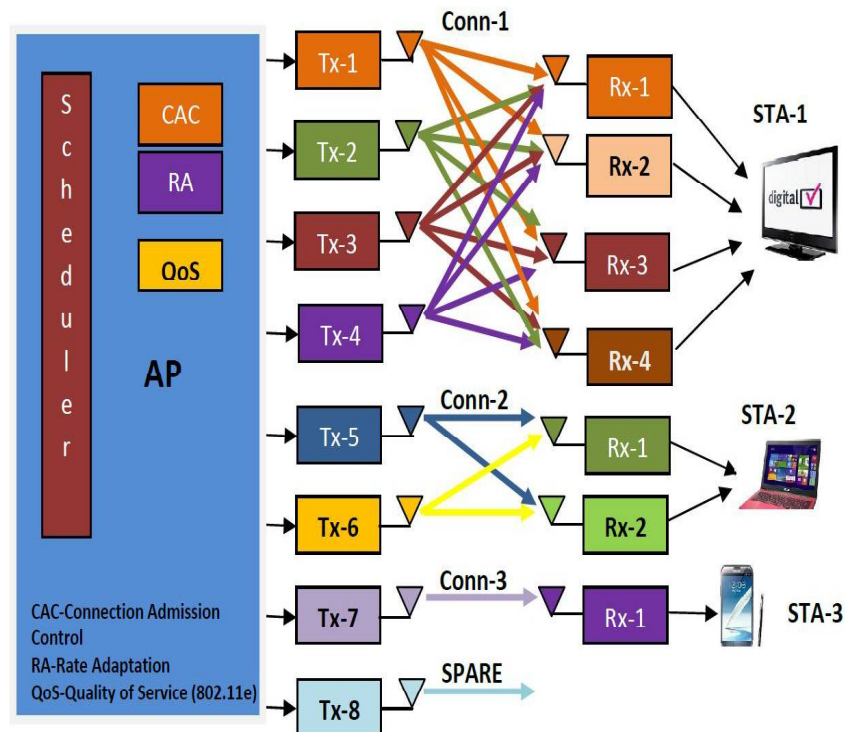 Scheduler
CAC
RA
QoS
AP
CAC-Connection Admission
Control
RA-Rate Adaptation
QoS-Quality of Service (802.11e)
Tx-1
Tx-2
Tx-3
Tx-4
Tx-5
Tx-6
Tx-7
Tx-8
Conn-1
Conn-2
Conn-3
SPARE
Rx-1
Rx-2
Rx-3
Rx-4
Rx-1
Rx-2
Rx-1
STA-1
digital
STA-2
STA-3